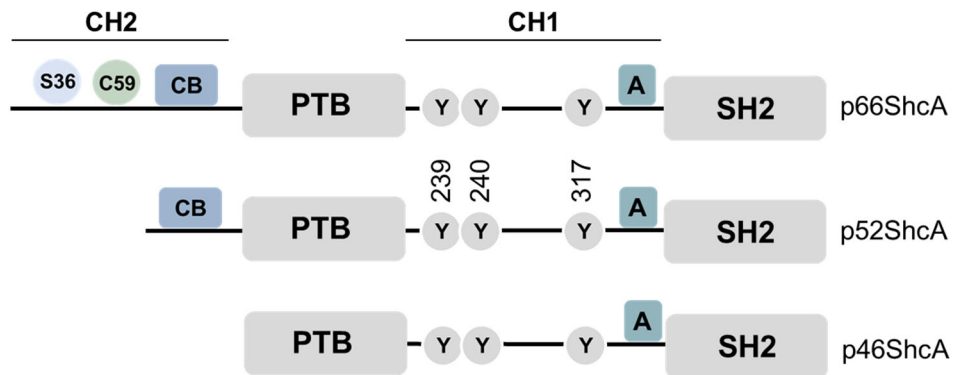 CH2 CH1
S36 C59 CB PTB Y Y Y A SH2 p66ShcA
239 240 317
CB PTB Y Y Y A SH2 p52ShcA
PTB Y Y Y A SH2 p46ShcA